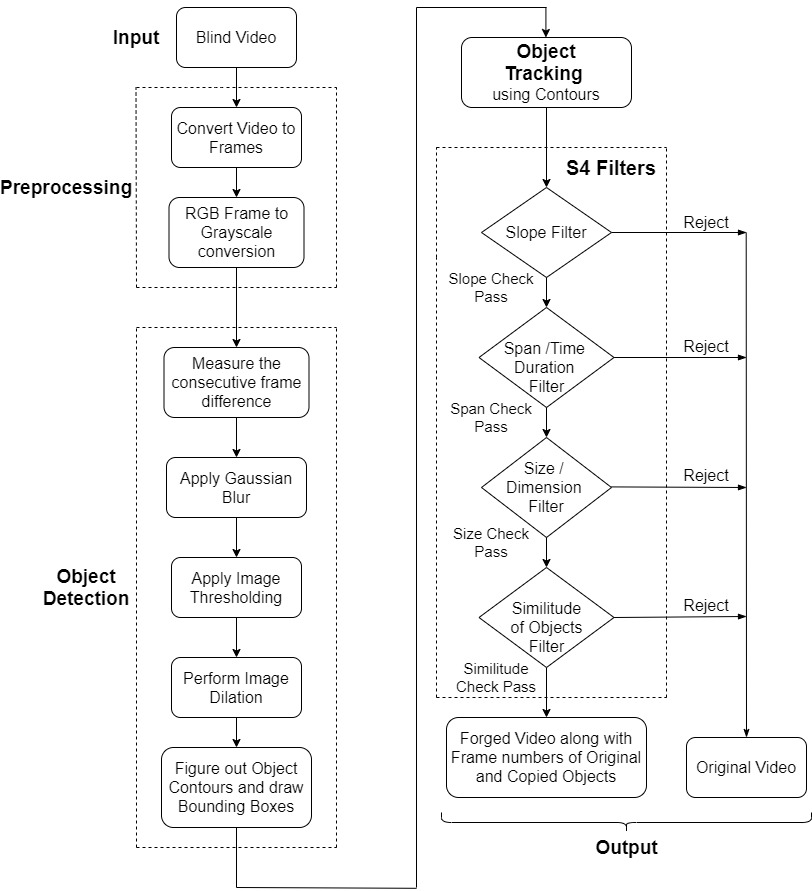 Input
Blind Video
Preprocessing
Convert Video to
Frames
RGB Frame to
Grayscale
conversion
Object
Detection
Measure the
consecutive frame
difference
Apply Gaussian
Blur
Apply Image
Thresholding
Perform Image
Dilation
Figure out Object
Contours and draw
Bounding Boxes
Object
Tracking
using Contours
S4 Filters
Slope Filter
Reject
Slope Check
Pass
Span /Time
Duration
Filter
Reject
Span Check
Pass
Size /
Dimension
Filter
Reject
Size Check
Pass
Similitude
of Objects
Filter
Reject
Similitude
Check Pass
Forged Video along with
Frame numbers of Original
and Copied Objects
Original Video
Output